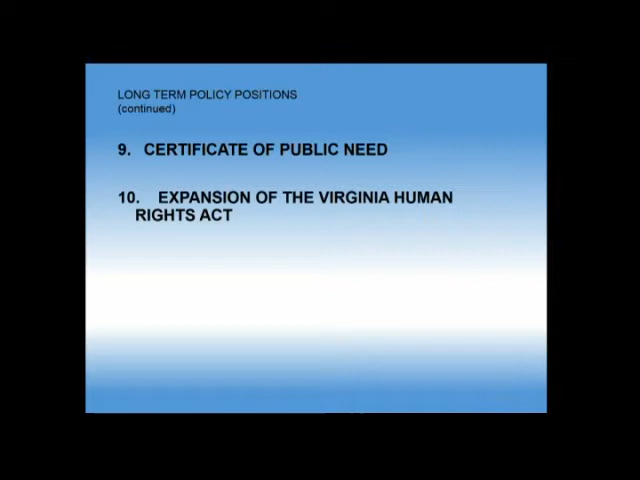 LONG TERM POLICY POSITIONS
(continued)
9. CERTIFICATE OF PUBLIC NEED
10. EXPANSION OF THE VIRGINIA HUMAN
RIGHTS ACT